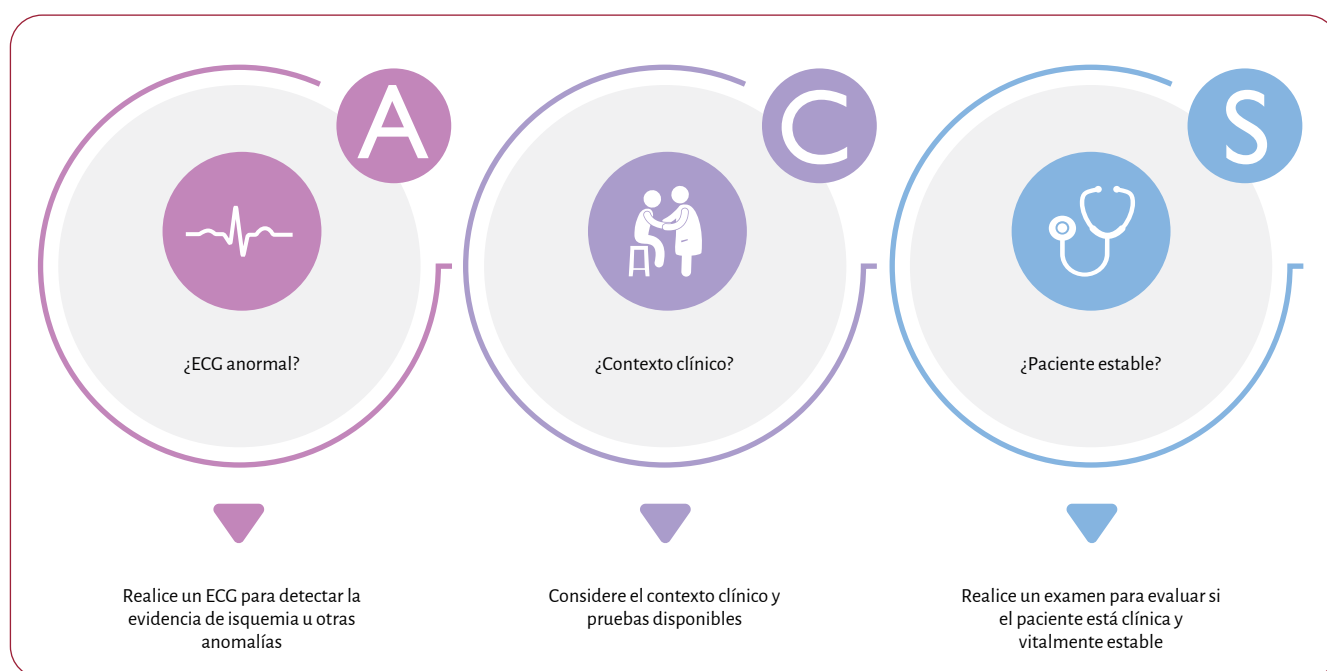 A
C
S
¿ECG anormal?
¿Contexto clínico?
¿Paciente estable?
Realice un ECG para detectar la
evidencia de isquemia u otras
anomalías
Considere el contexto clínico y
pruebas disponibles
Realice un examen para evaluar si
el paciente está clínica y
vitalmente estable